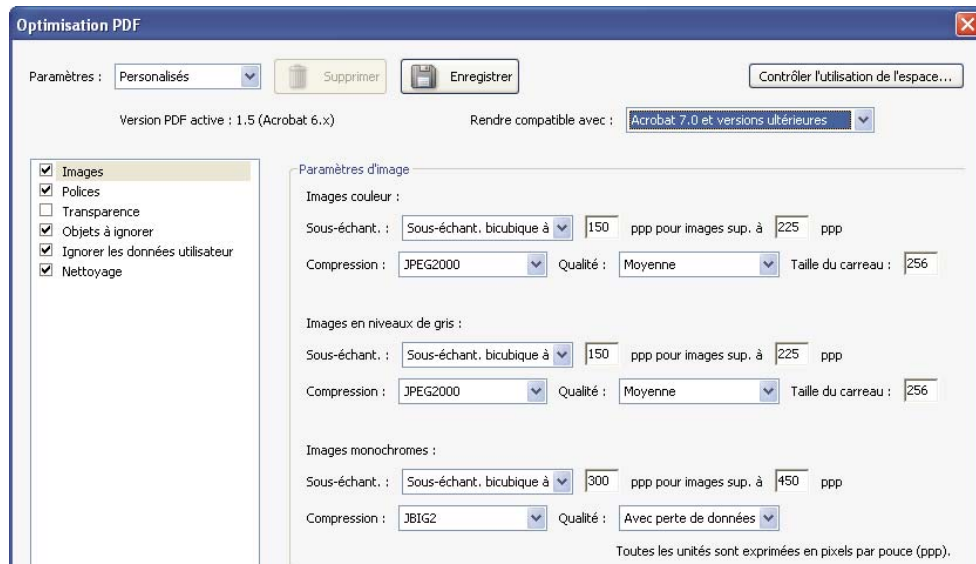 Optimisation PDF
Paramètres : Personalisés Supprimer Enregistrer Contrôler l'utilisation de l'espace...
Version PDF active : 1.5 (Acrobat 6.x) Rendre compatible avec : Acrobat 7.0 et versions ultérieures
Images
Polices
Transparence
Objets à ignorer
Ignorer les données utilisateur
Nettoyage
Paramètres d'image
Images couleur :
Sous-échant. : Sous-échant. bicubique à 150 ppp pour images sup. à 225 ppp
Compression : JPEG2000 Qualité : Moyenne Taille du carreau : 256
Images en niveaux de gris :
Sous-échant. : Sous-échant. bicubique à 150 ppp pour images sup. à 225 ppp
Compression : JPEG2000 Qualité : Moyenne Taille du carreau : 256
Images monochromes :
Sous-échant. : Sous-échant. bicubique à 300 ppp pour images sup. à 450 ppp
Compression : JBIG2 Qualité : Avec perte de données
Toutes les unités sont exprimées en pixels par pouce (ppp).